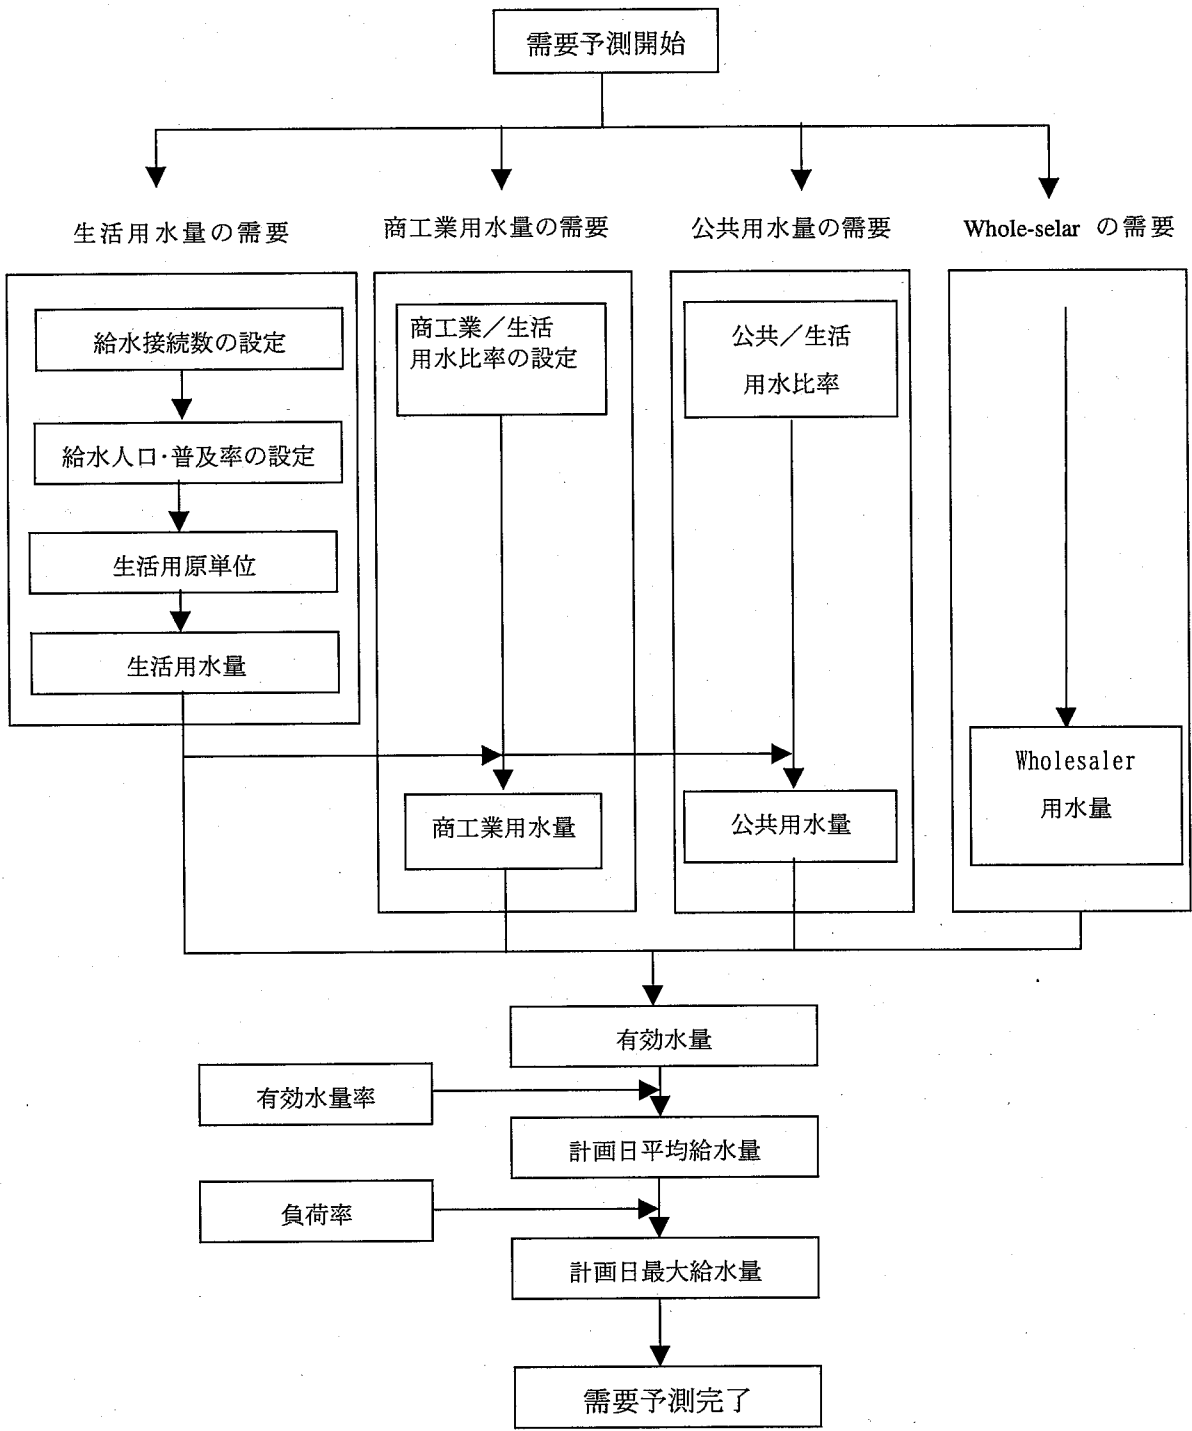 需要予測開始
生活用水量の需要
商工業用水量の需要
公共用水量の需要
Whole-selar の需要
給水接続数の設定
給水人口・普及率の設定
生活用原単位
生活用水量
商工業／生活
用水比率の設定
商工業用水量
公共／生活
用水比率
公共用水量
Wholesaler
用水量
有効水量
有効水量率
計画日平均給水量
負荷率
計画日最大給水量
需要予測完了